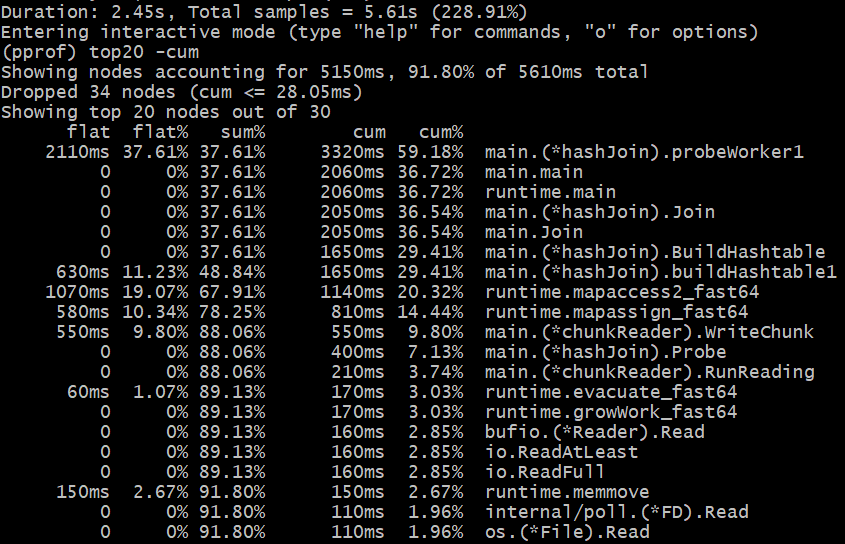 Duration: 2.45s, Total samples = 5.61s (228.91%)
Entering interactive mode (type "help" for commands, "o" for options)
(pprof) top20 -cum
Showing nodes accounting for 5150ms, 91.80% of 5610ms total
Dropped 34 nodes (cum <= 28.05ms)
Showing top 20 nodes out of 30
flat flat% sum% cum cum%
2110ms 37.61% 37.61% 3320ms 59.18% main.(*hashJoin).probeWorker1
0 0% 37.61% 2060ms 36.72% main.main
0 0% 37.61% 2060ms 36.72% runtime.main
0 0% 37.61% 2050ms 36.54% main.(*hashJoin).Join
0 0% 37.61% 2050ms 36.54% main.Join
0 0% 37.61% 1650ms 29.41% main.(*hashJoin).BuildHashtable
630ms 11.23% 48.84% 1650ms 29.41% main.(*hashJoin).buildHashtable1
1070ms 19.07% 67.91% 1140ms 20.32% runtime.mapaccess2_fast64
580ms 10.34% 78.25% 810ms 14.44% runtime.mapassign_fast64
550ms 9.80% 88.06% 550ms 9.80% main.(*chunkReader).WriteChunk
0 0% 88.06% 400ms 7.13% main.(*hashJoin).Probe
0 0% 88.06% 210ms 3.74% main.(*chunkReader).RunReading
60ms 1.07% 89.13% 170ms 3.03% runtime.evacuate_fast64
0 0% 89.13% 170ms 3.03% runtime.growWork_fast64
0 0% 89.13% 160ms 2.85% bufio.(*Reader).Read
0 0% 89.13% 160ms 2.85% io.ReadAtLeast
0 0% 89.13% 160ms 2.85% io.ReadFull
150ms 2.67% 91.80% 150ms 2.67% runtime.memmove
0 0% 91.80% 110ms 1.96% internal/poll.(*FD).Read
0 0% 91.80% 110ms 1.96% os.(*File).Read